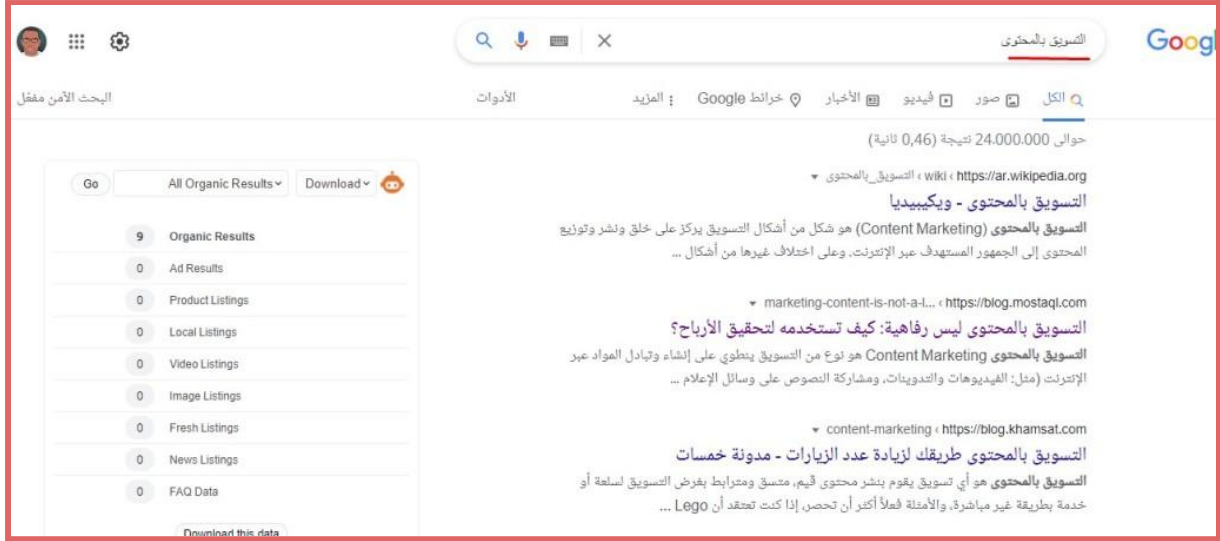 Googl
التسويق بالمحتوى
الكل
صور
فيديو
الأخبار
خرائط Google
المزيد
الأدوات
البحث الآمن مفعّل
حوالى 24.000.000 نتيجة (0,46 ثانية)
https://ar.wikipedia.org › wiki › التسويق_بالمحتوى
التسويق بالمحتوى - ويكيبيديا
التسويق بالمحتوى (Content Marketing) هو شكل من أشكال التسويق يركز على خلق ونشر وتوزيع
المحتوى إلى الجمهور المستهدف عبر الإنترنت. وعلى اختلاف غيرها من أشكال ...
https://blog.mostaql.com › marketing-content-is-not-a-l...
التسويق بالمحتوى ليس رفاهية: كيف تستخدمه لتحقيق الأرباح؟
التسويق بالمحتوى Content Marketing هو نوع من التسويق ينطوي على إنشاء وتبادل المواد عبر
الإنترنت (مثل: الفيديوهات والتدوينات، ومشاركة النصوص على وسائل الإعلام ...
https://blog.khamsat.com › content-marketing
التسويق بالمحتوى طريقك لزيادة عدد الزيارات - مدونة خمسات
التسويق بالمحتوى هو أي تسويق يقوم بنشر محتوى قيم، متسق ومترابط بغرض التسويق لسلعة أو
خدمة بطريقة غير مباشرة، والأمثلة فعلاً أكثر أن تحصر، إذا كنت تعتقد أن Lego ...
Go
All Organic Results
Download
9 Organic Results
0 Ad Results
0 Product Listings
0 Local Listings
0 Video Listings
0 Image Listings
0 Fresh Listings
0 News Listings
0 FAQ Data
Download this data